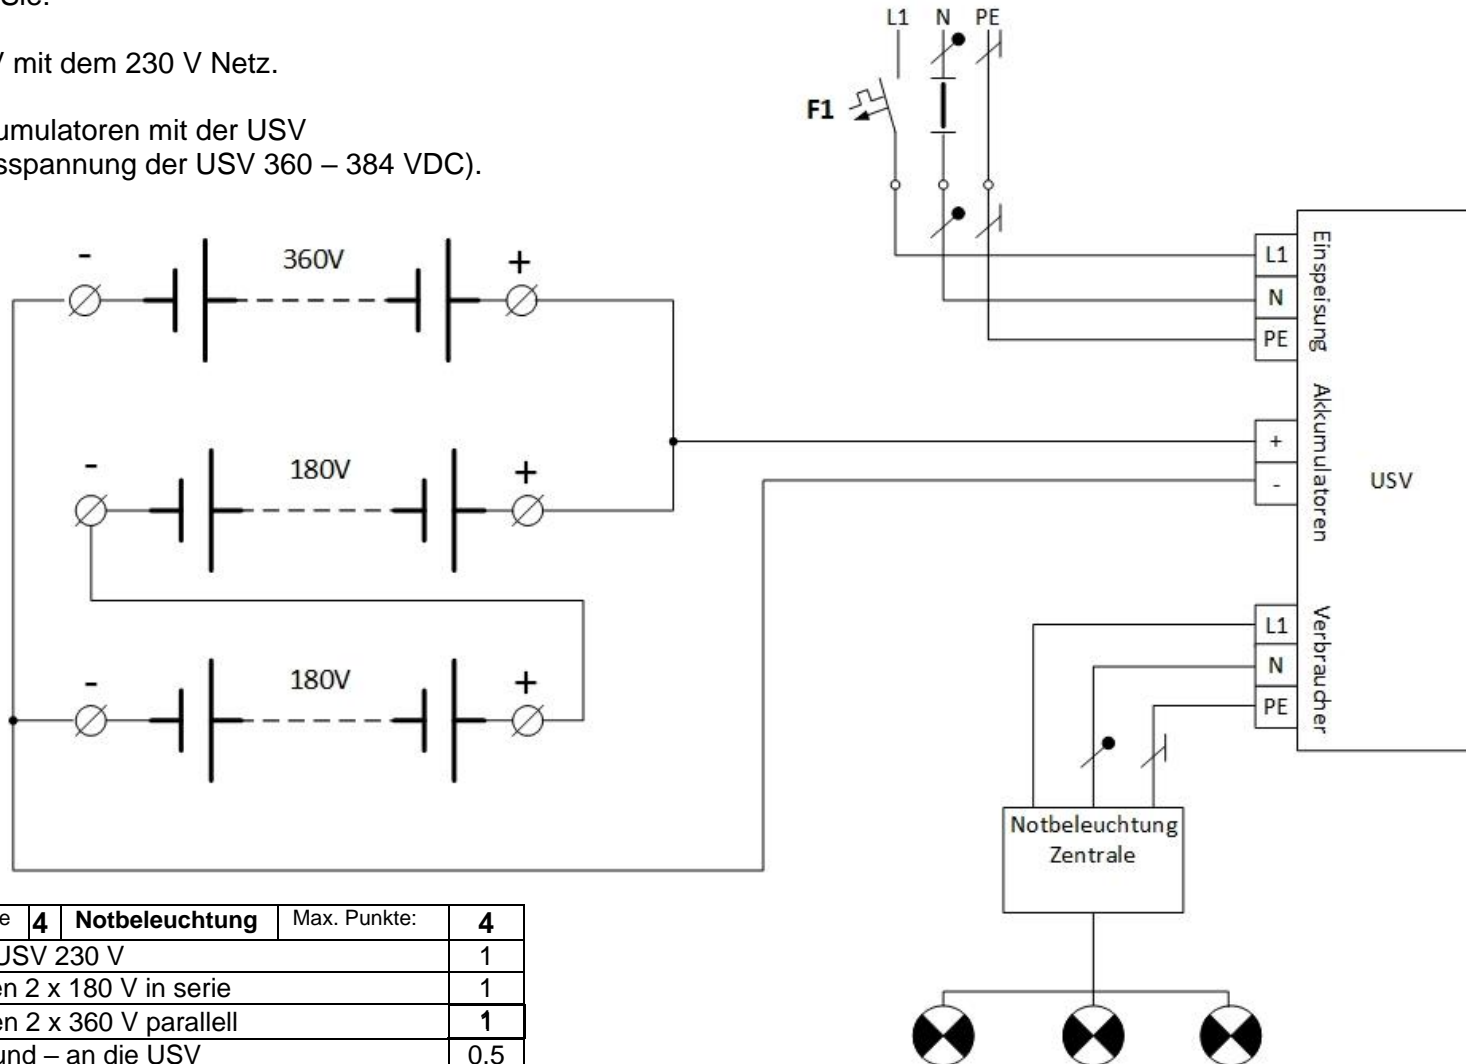 Sie.
V mit dem 230 V Netz.
umulatoren mit der USV
sspannung der USV 360 – 384 VDC).
L1 N PE
F1
- 360V +
- 180V +
- 180V +
L1
N
PE
Einspeisung
+
-
Akkumulatoren
USV
L1
N
PE
Verbraucher
Notbeleuchtung
Zentrale
e 4 Notbeleuchtung Max. Punkte: 4
USV 230 V 1
en 2 x 180 V in serie 1
en 2 x 360 V parallell 1
und – an die USV 0.5